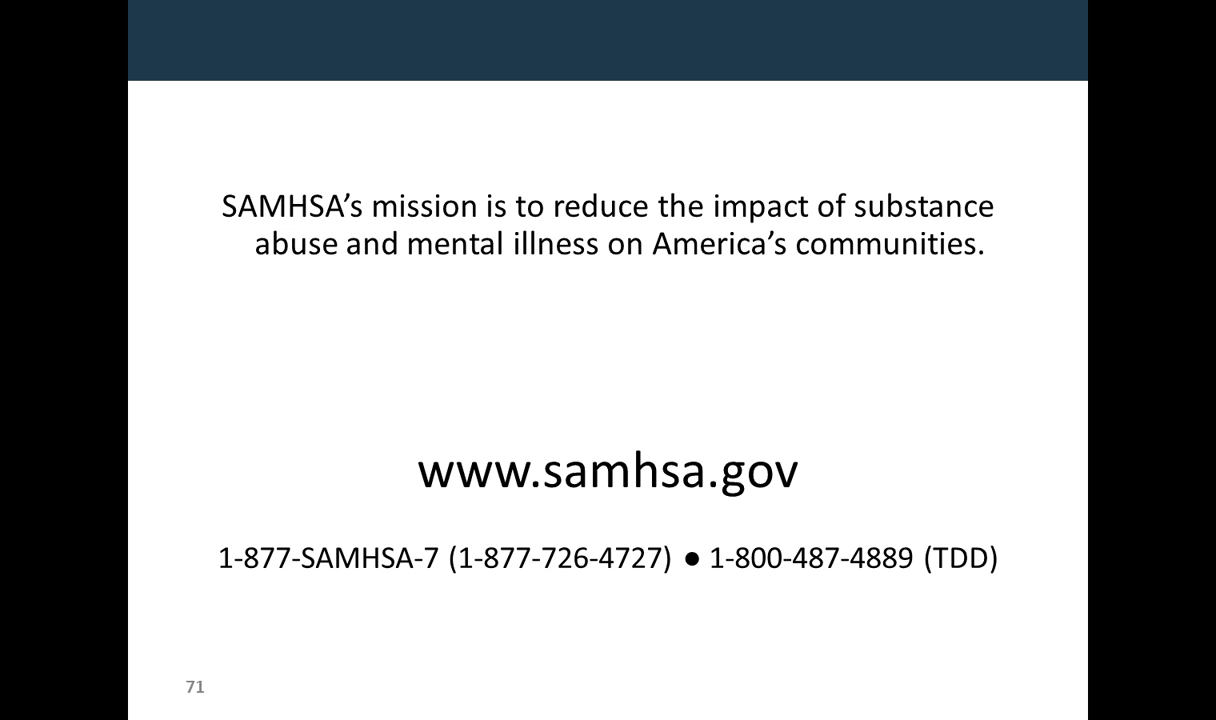 SAMHSA’s mission is to reduce the impact of substance
abuse and mental illness on America’s communities.
www.samhsa.gov
1-877-SAMHSA-7 (1-877-726-4727) ● 1-800-487-4889 (TDD)
71